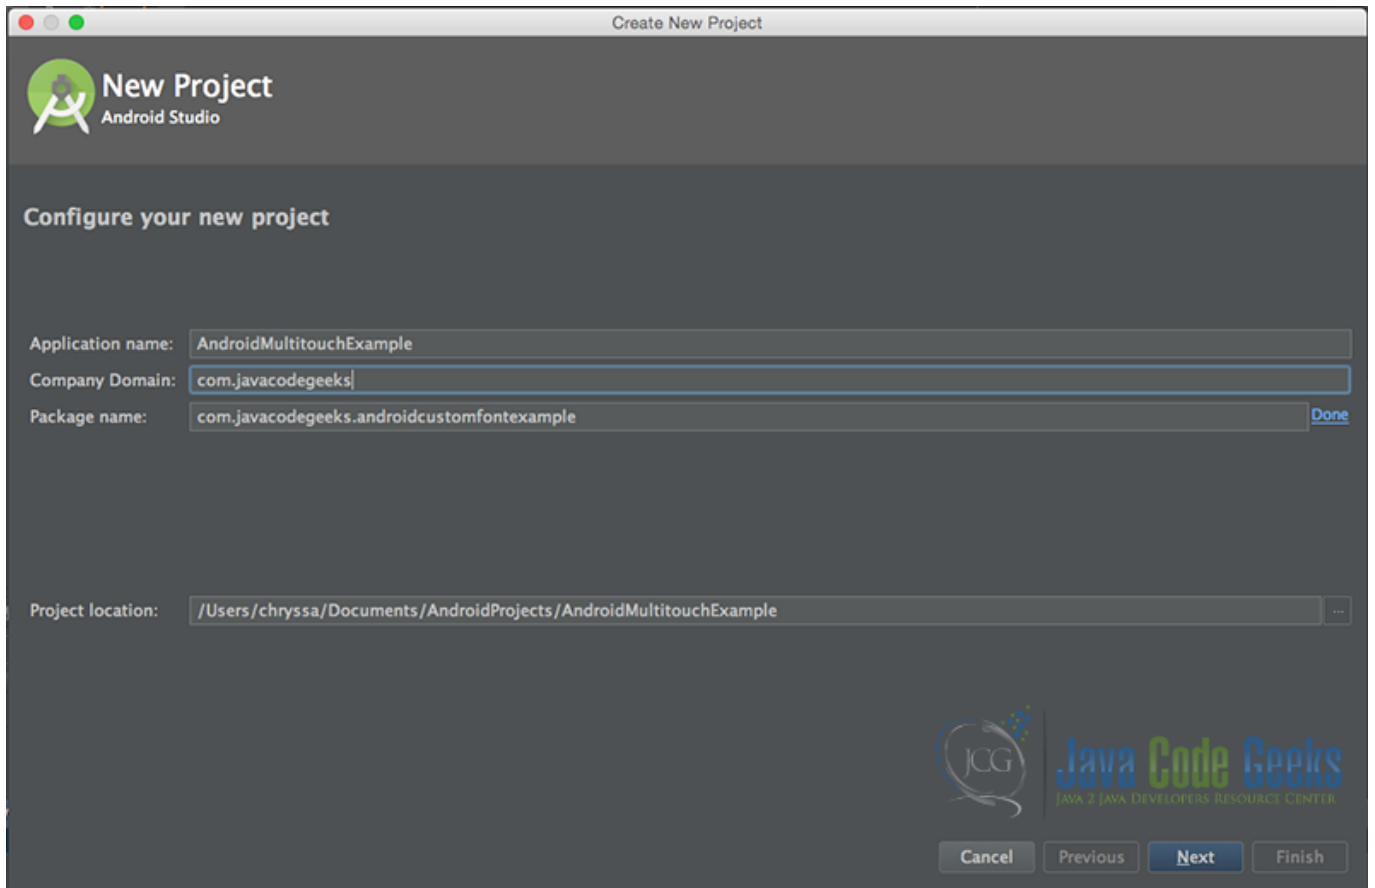 Create New Project
New Project
Android Studio
Configure your new project
Application name: AndroidMultitouchExample
Company Domain: com.javacodegeeks
Package name: com.javacodegeeks.androidcustomfontexample Done
Project location: /Users/chryssa/Documents/AndroidProjects/AndroidMultitouchExample ...
JCG Java Code Geeks
JAVA 2 JAVA DEVELOPERS RESOURCE CENTER
Cancel Previous Next Finish